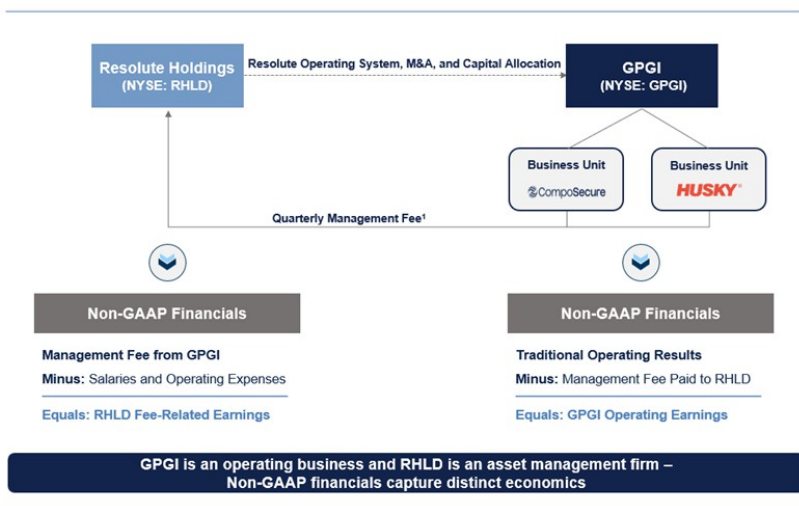 Resolute Holdings
(NYSE: RHLD)
Resolute Operating System, M&A, and Capital Allocation
GPGI
(NYSE: GPGI)
Business Unit
CompoSecure
Business Unit
HUSKY®
Quarterly Management Fee¹
Non-GAAP Financials
Management Fee from GPGI
Minus: Salaries and Operating Expenses
Equals: RHLD Fee-Related Earnings
Non-GAAP Financials
Traditional Operating Results
Minus: Management Fee Paid to RHLD
Equals: GPGI Operating Earnings
GPGI is an operating business and RHLD is an asset management firm –
Non-GAAP financials capture distinct economics